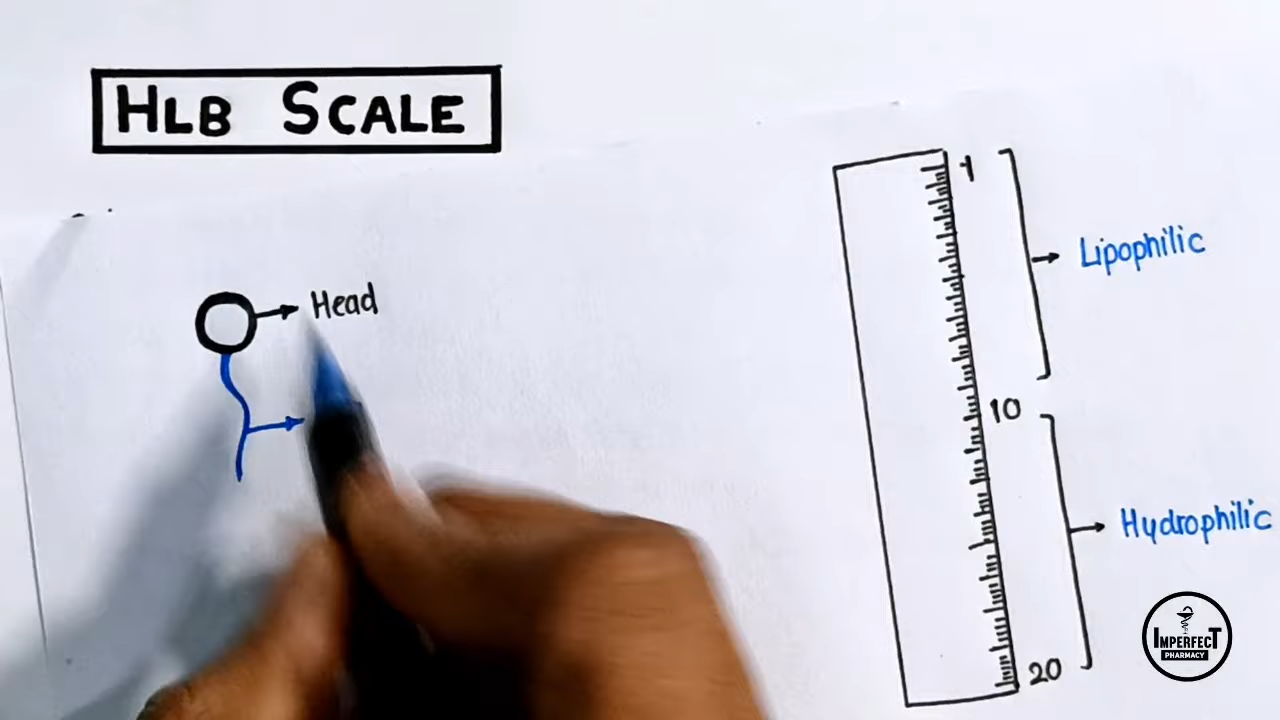 HLB SCALE
Head
1
Lipophilic
10
Hydrophilic
20
IMPERFECT
PHARMACY